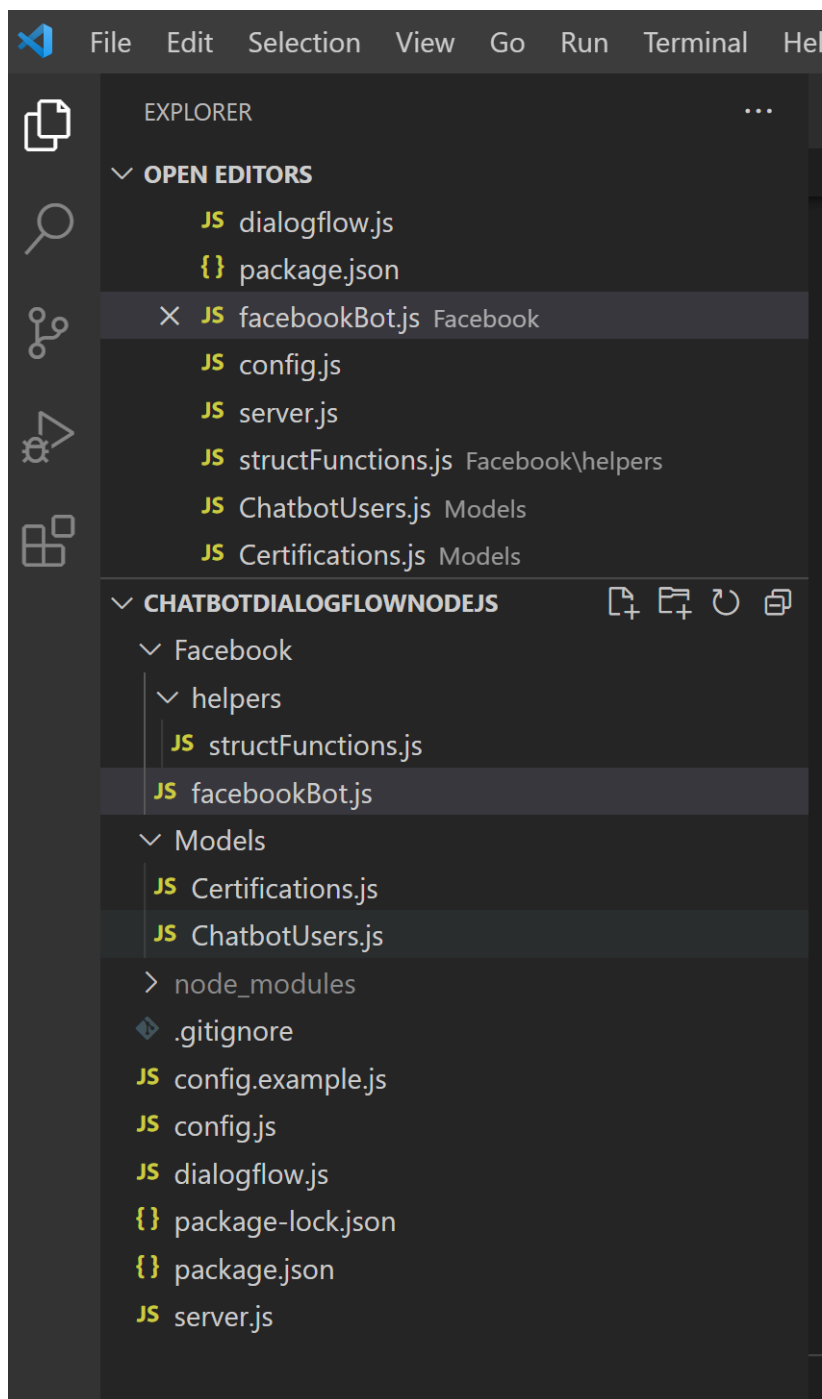 File Edit Selection View Go Run Terminal Hel
EXPLORER ...
OPEN EDITORS
JS dialogflow.js
{ } package.json
JS facebookBot.js Facebook
JS config.js
JS server.js
JS structFunctions.js Facebook\helpers
JS ChatbotUsers.js Models
JS Certifications.js Models
CHATBOTDIALOGFLOWNODEJS
Facebook
helpers
JS structFunctions.js
JS facebookBot.js
Models
JS Certifications.js
JS ChatbotUsers.js
node_modules
.gitignore
JS config.example.js
JS config.js
JS dialogflow.js
{ } package-lock.json
{ } package.json
JS server.js